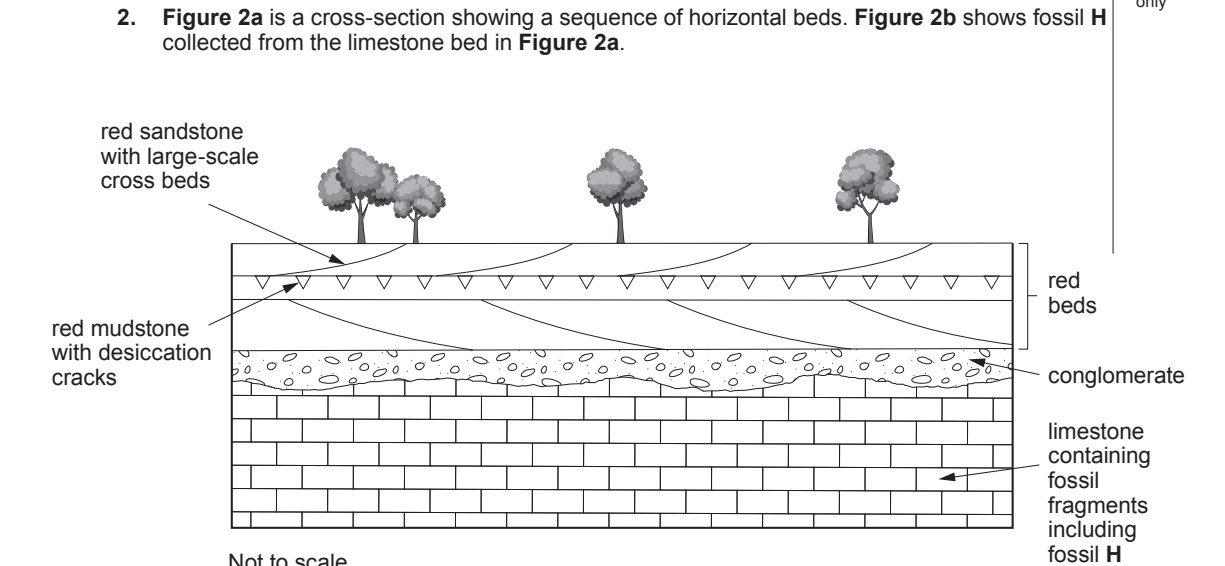 only
2. Figure 2a is a cross-section showing a sequence of horizontal beds. Figure 2b shows fossil H
collected from the limestone bed in Figure 2a.
red sandstone
with large-scale
cross beds
red mudstone
with desiccation
cracks
red
beds
conglomerate
limestone
containing
fossil
fragments
including
fossil H
Not to scale